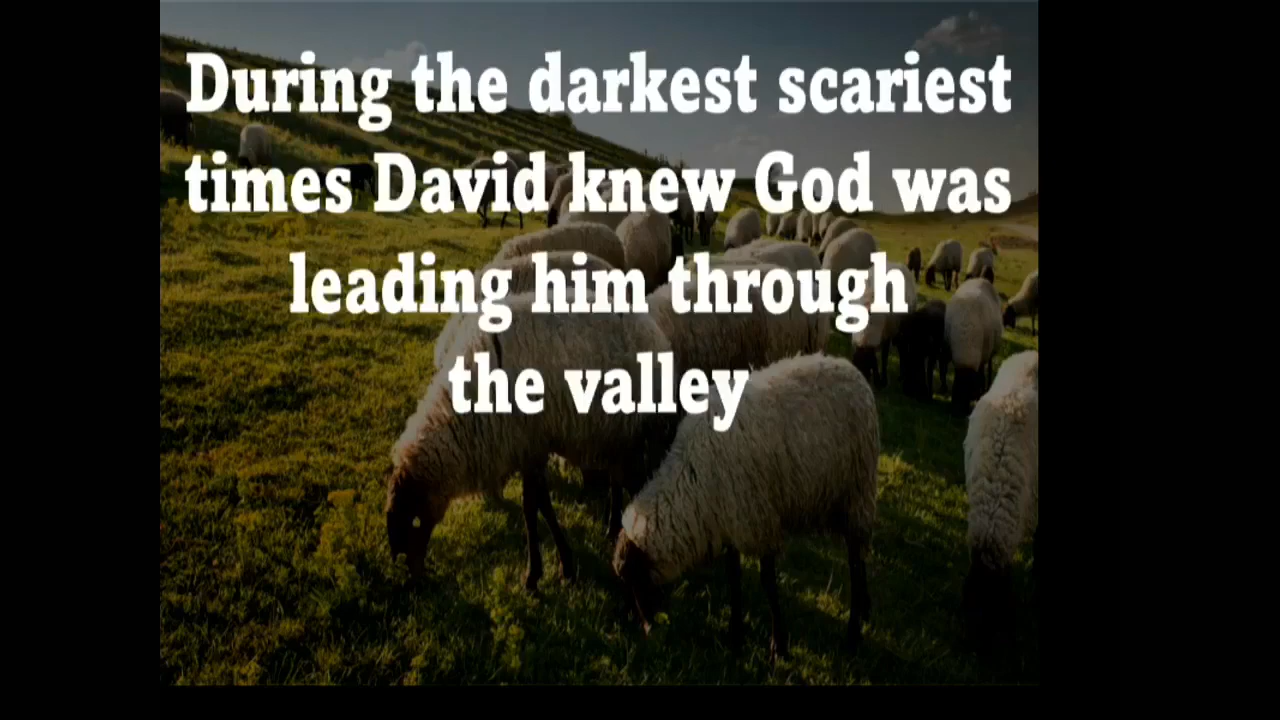 During the darkest scariest
times David knew God was
leading him through
the valley